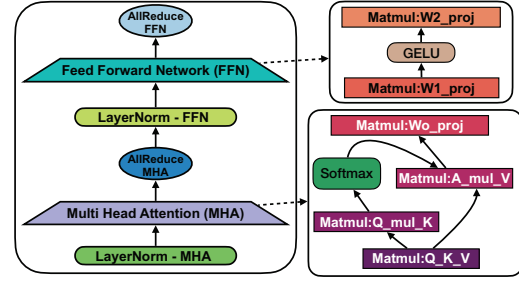 AllReduce
FFN
Feed Forward Network (FFN)
LayerNorm - FFN
AllReduce
MHA
Multi Head Attention (MHA)
LayerNorm - MHA
Matmul:W2_proj
GELU
Matmul:W1_proj
Matmul:Wo_proj
Softmax
Matmul:A_mul_V
Matmul:Q_mul_K
Matmul:Q_K_V